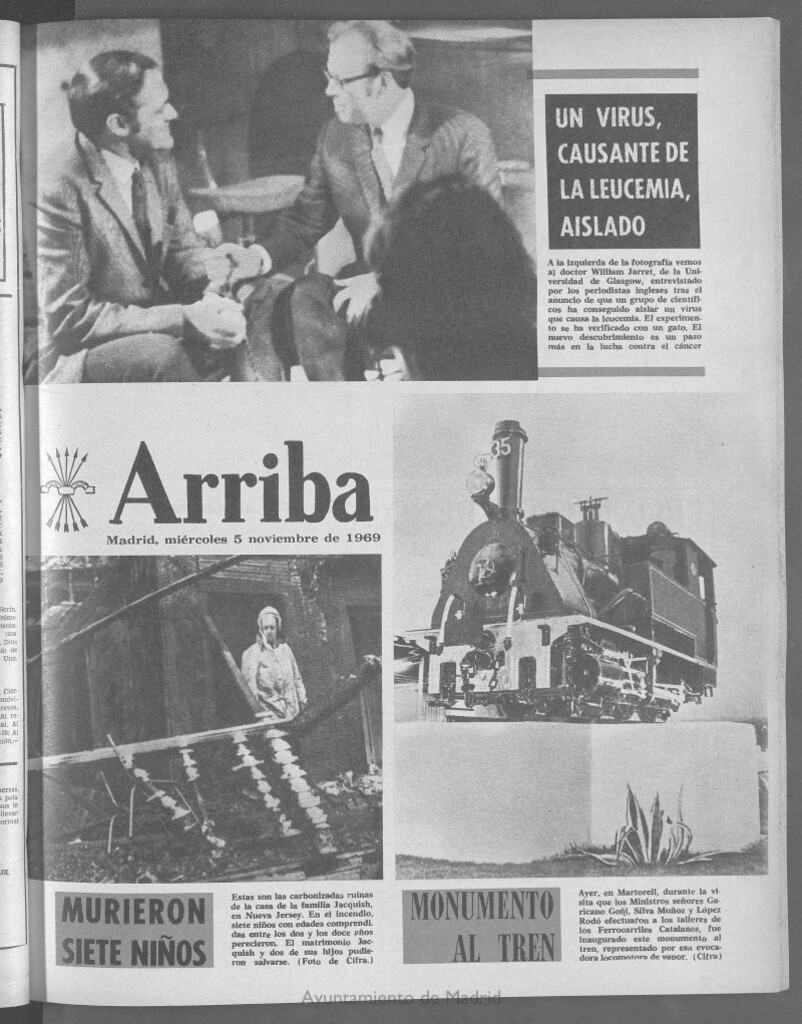 UN VIRUS,
CAUSANTE DE
LA LEUCEMIA,
AISLADO
A la izquierda de la fotografía vemos
al doctor William Jarret, de la Uni-
versidad de Glasgow, entrevistado
por los periodistas ingleses tras el
anuncio de que un grupo de científi-
cos ha conseguido aislar un virus
que causa la leucemia. El experimen-
to se ha verificado con un gato. El
nuevo descubrimiento es un paso
más en la lucha contra el cáncer
Arriba
Madrid, miércoles 5 noviembre de 1969
35
MURIERON
SIETE NIÑOS
Estas son las carbonizadas ruinas
de la casa de la familia Jacquish,
en Nueva Jersey. En el incendio,
siete niños con edades comprendi-
das entre los dos y los doce años
perecieron. El matrimonio Jac-
quish y dos de sus hijos pudie-
ron salvarse. (Foto de Cifra.)
MONUMENTO
AL TREN
Ayer, en Martorell, durante la vi-
sita que los Ministros señores Ga-
ricano Goñi, Silva Muñoz y López
Rodó efectuaron a los talleres de
los Ferrocarriles Catalanes, fue
inaugurado este monumento al
tren, representado por esa evoca-
dora locomotora de vapor. (Cifra)
Ayuntamiento de Madrid